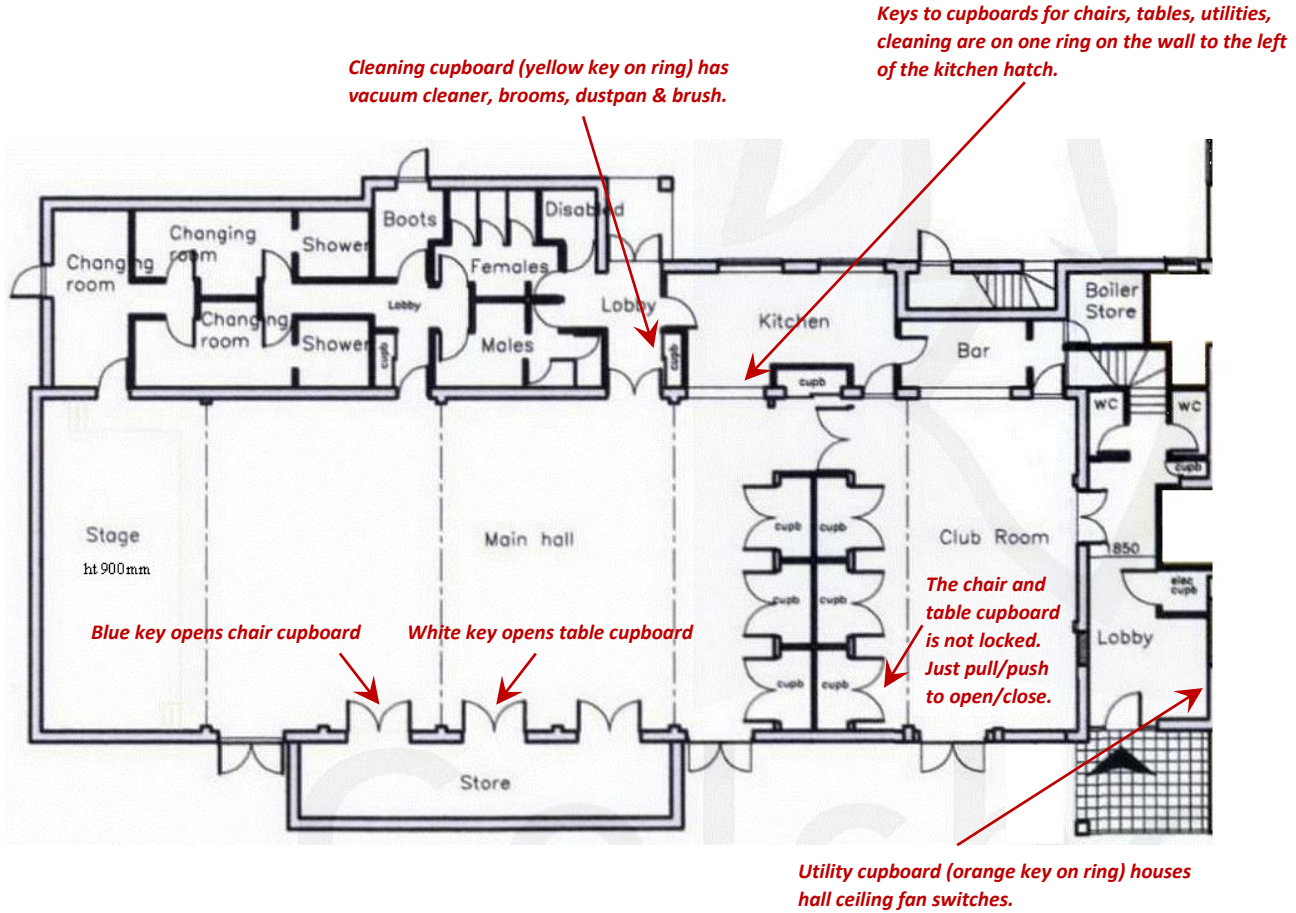 Keys to cupboards for chairs, tables, utilities,
cleaning are on one ring on the wall to the left
of the kitchen hatch.
Cleaning cupboard (yellow key on ring) has
vacuum cleaner, brooms, dustpan & brush.
Boots
Disabled
Changing
room
Shower
Changing
room
Females
Lobby
Lobby
Kitchen
Boiler
Store
Changing
room
Shower
cupb
Males
cupb
cupb
Bar
WC
WC
cupb
Stage
ht 900mm
Main hall
cupb
cupb
Club Room
1850
cupb
cupb
elec
cupb
Lobby
The chair and
table cupboard
is not locked.
Just pull/push
to open/close.
Blue key opens chair cupboard
White key opens table cupboard
cupb
cupb
Store
Utility cupboard (orange key on ring) houses
hall ceiling fan switches.